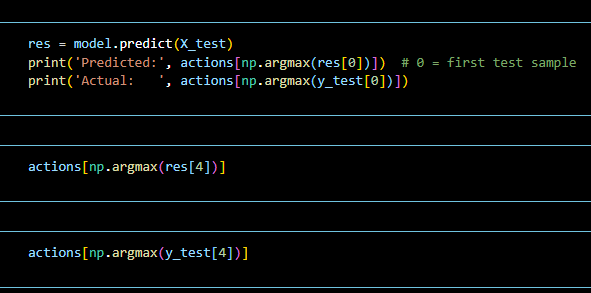 res = model.predict(X_test)
print('Predicted:', actions[np.argmax(res[0])])  # 0 = first test sample
print('Actual:   ', actions[np.argmax(y_test[0])])
actions[np.argmax(res[4])]
actions[np.argmax(y_test[4])]